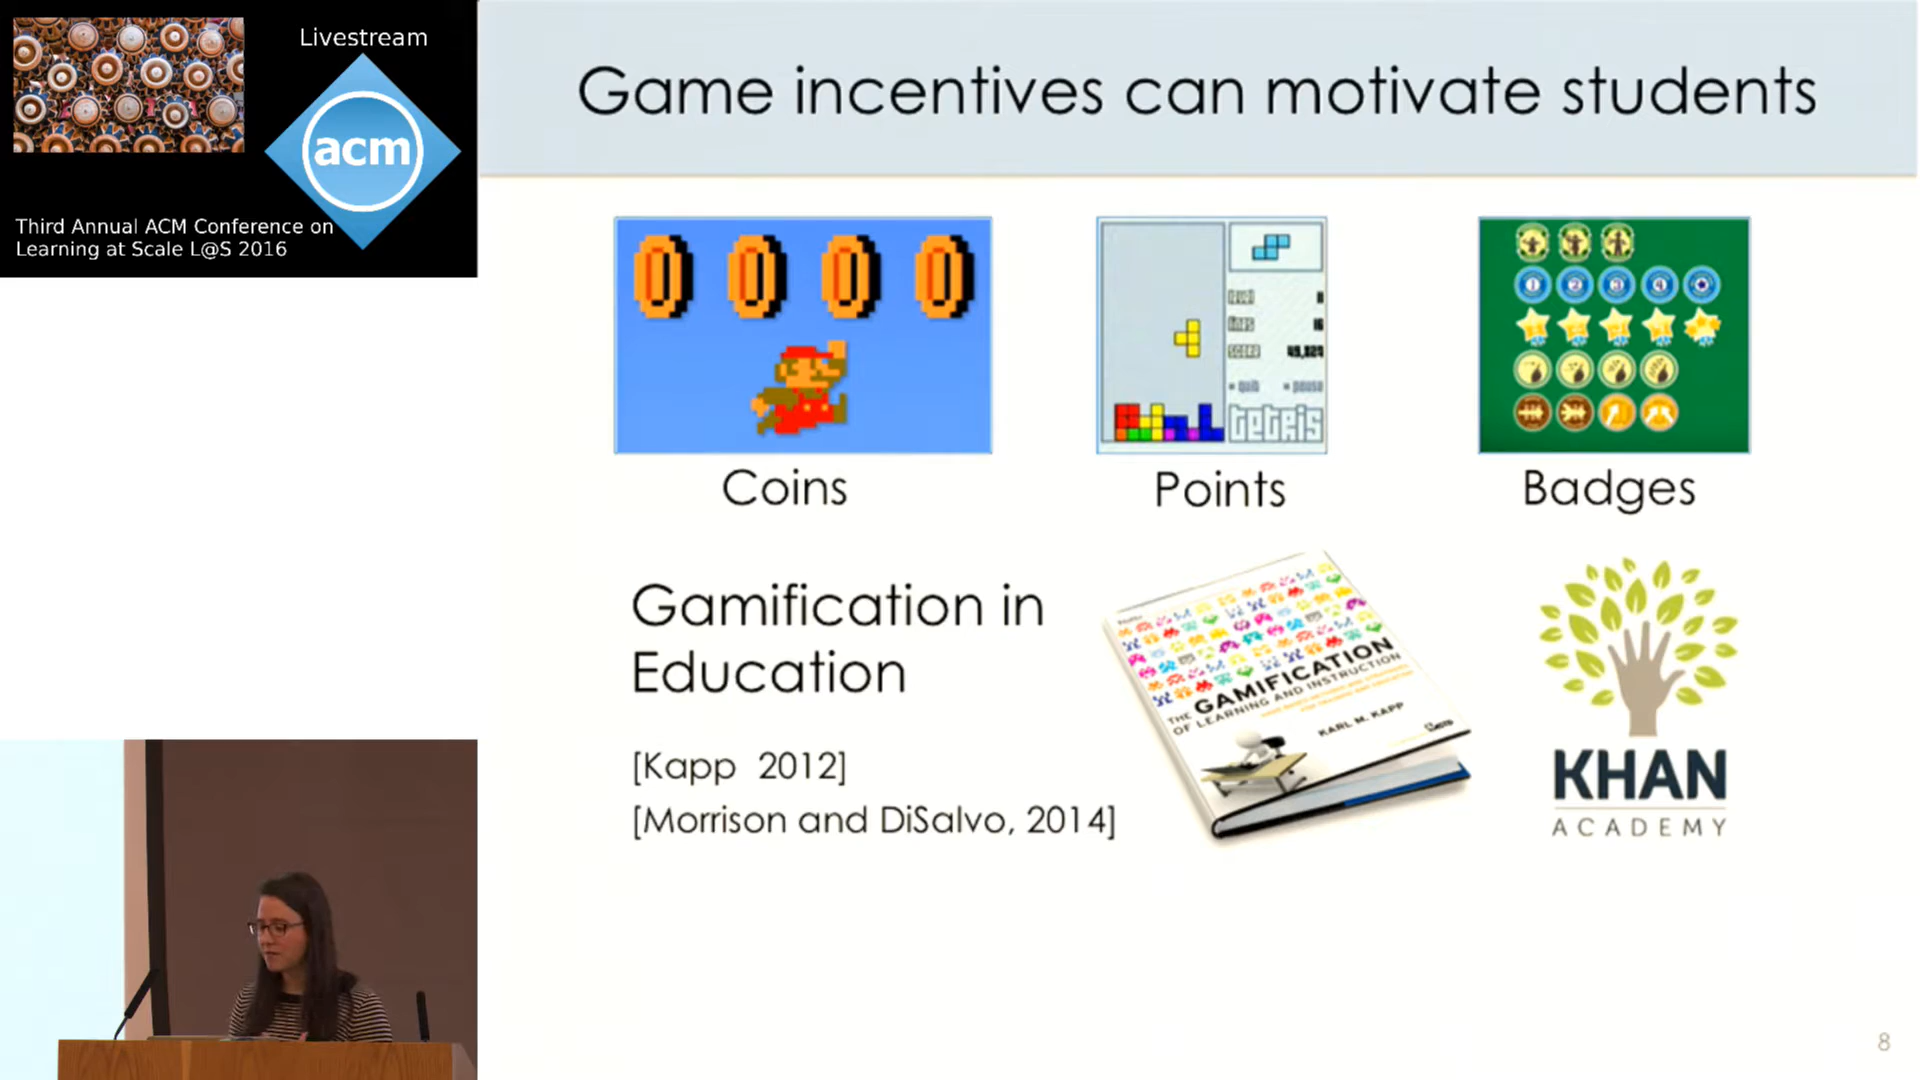 Livestream
acm
Third Annual ACM Conference on
Learning at Scale L@S 2016
Game incentives can motivate students
tetris
Coins
Points
Badges
Gamification in
Education
[Kapp 2012]
[Morrison and DiSalvo, 2014]
THE GAMIFICATION
OF LEARNING AND INSTRUCTION
KARL M. KAPP
KHAN
ACADEMY
8